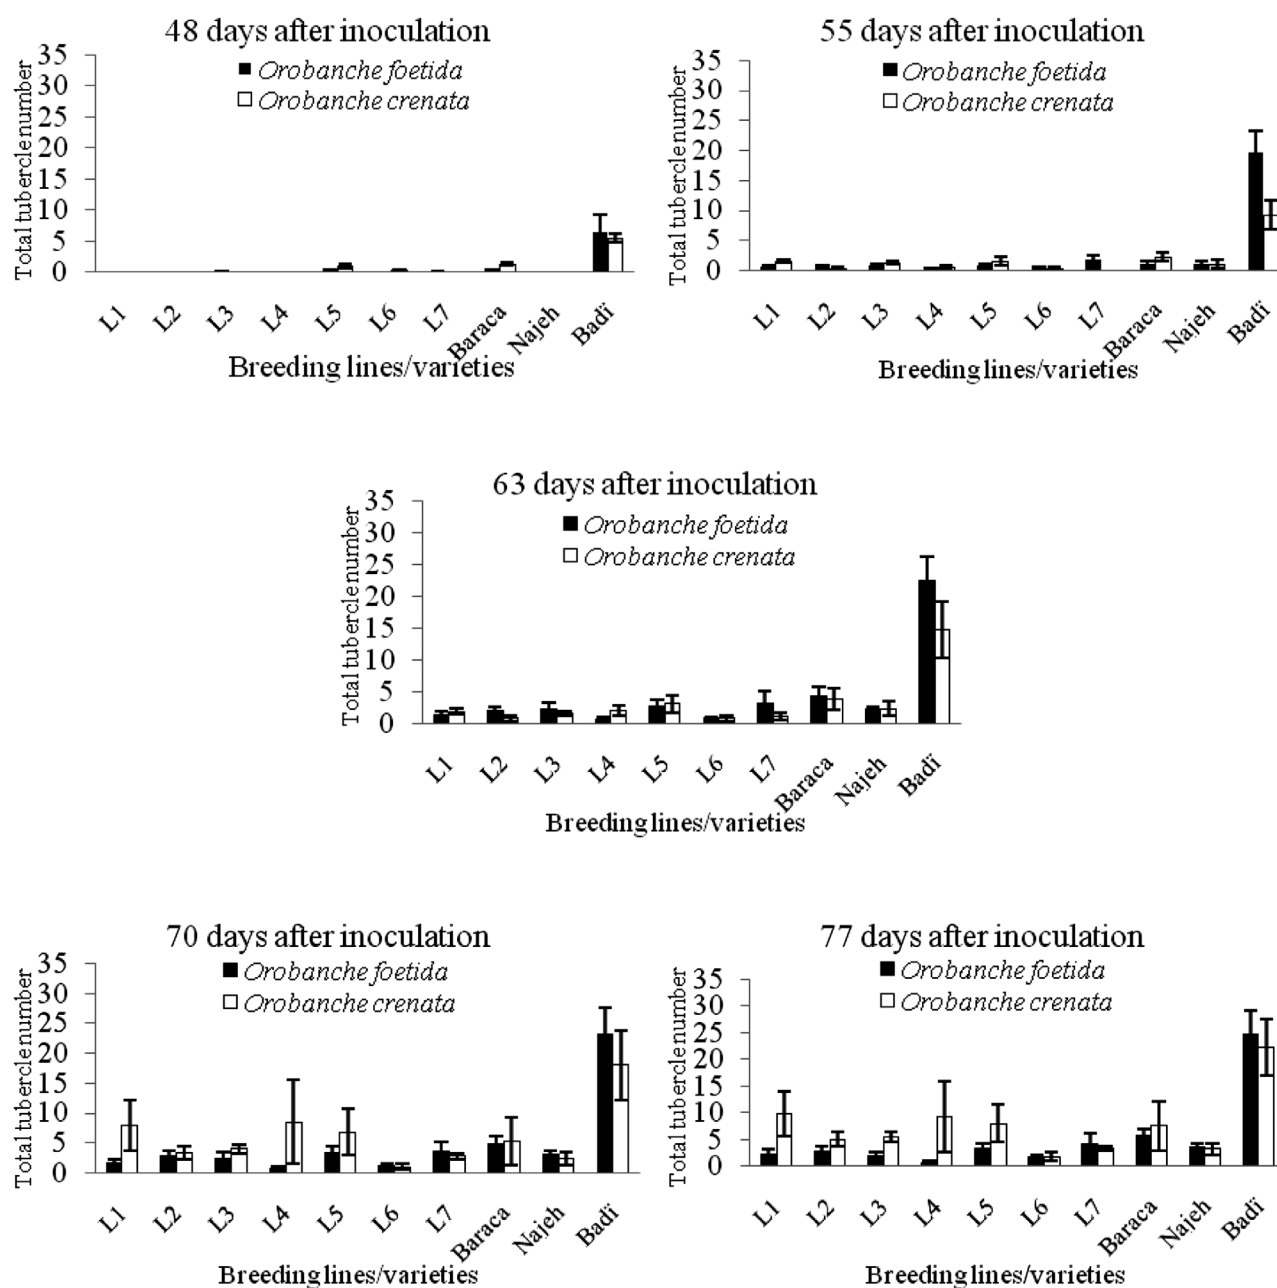 48 days after inoculation
Total tubercle number
35
30
25
20
15
10
5
0
Orobanche foetida
Orobanche crenata
L1 L2 L3 L4 L5 L6 L7 Baraca Najeh Badi
Breeding lines/varieties
55 days after inoculation
Total tubercle number
35
30
25
20
15
10
5
0
Orobanche foetida
Orobanche crenata
L1 L2 L3 L4 L5 L6 L7 Baraca Najeh Badi
Breeding lines/varieties
63 days after inoculation
Total tubercle number
35
30
25
20
15
10
5
0
Orobanche foetida
Orobanche crenata
L1 L2 L3 L4 L5 L6 L7 Baraca Najeh Badi
Breeding lines/varieties
70 days after inoculation
Total tubercle number
35
30
25
20
15
10
5
0
Orobanche foetida
Orobanche crenata
L1 L2 L3 L4 L5 L6 L7 Baraca Najeh Badi
Breeding lines/varieties
77 days after inoculation
Total tubercle number
35
30
25
20
15
10
5
0
Orobanche foetida
Orobanche crenata
L1 L2 L3 L4 L5 L6 L7 Baraca Najeh Badi
Breeding lines/varieties